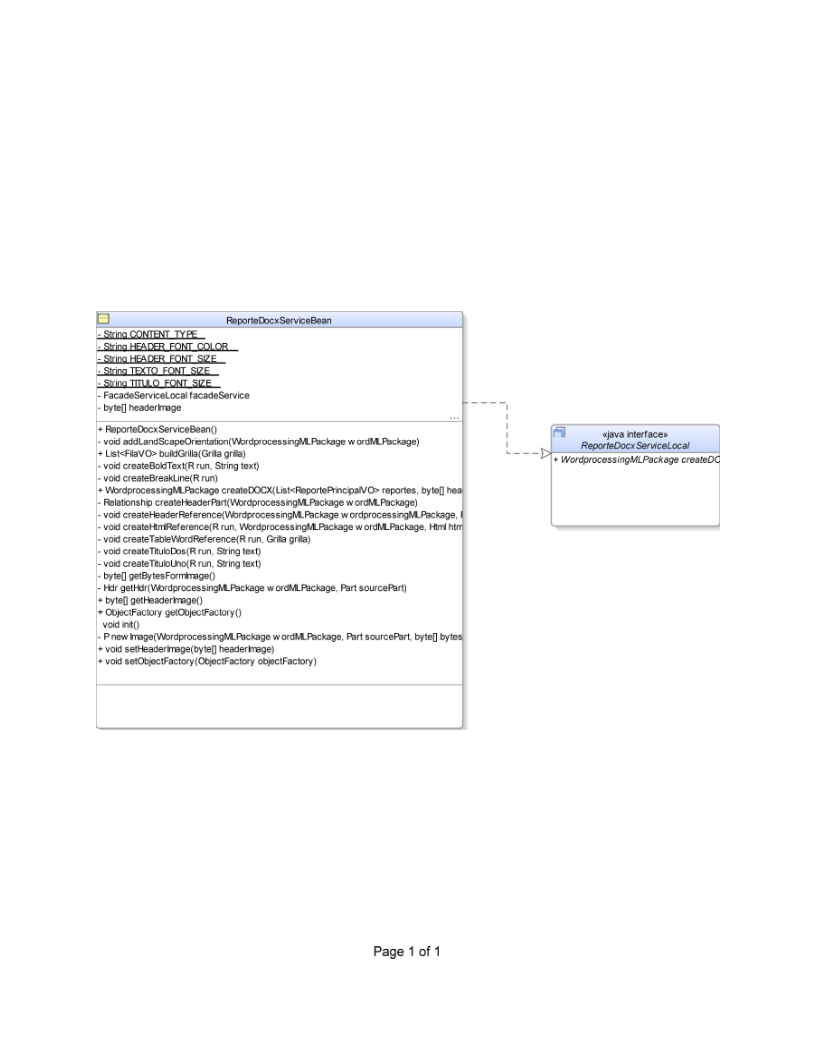 ReporteDocxServiceBean
- String CONTENT_TYPE
- String HEADER_FONT_COLOR
- String HEADER_FONT_SIZE
- String TEXTO_FONT_SIZE
- String TITULO_FONT_SIZE
- FacadeServiceLocal facadeService
- byte[] headerImage
...
+ ReporteDocxServiceBean()
- void addLandScapeOrientation(WordprocessingMLPackage wordMLPackage)
+ List<FilaVO> buildGrilla(Grilla grilla)
- void createBoldText(R run, String text)
- void createBreakLine(R run)
+ WordprocessingMLPackage createDOCX(List<ReportePrincipalVO> reportes, byte[] hea
- Relationship createHeaderPart(WordprocessingMLPackage wordMLPackage)
- void createHeaderReference(WordprocessingMLPackage wordprocessingMLPackage,
- void createHtmlReference(R run, WordprocessingMLPackage wordMLPackage, Html htm
- void createTableWordReference(R run, Grilla grilla)
- void createTituloDos(R run, String text)
- void createTituloUno(R run, String text)
- byte[] getBytesFormImage()
- Hdr getHdr(WordprocessingMLPackage wordMLPackage, Part sourcePart)
+ byte[] getHeaderImage()
+ ObjectFactory getObjectFactory()
void init()
- P newImage(WordprocessingMLPackage wordMLPackage, Part sourcePart, byte[] bytes
+ void setHeaderImage(byte[] headerImage)
+ void setObjectFactory(ObjectFactory objectFactory)
«java interface»
ReporteDocxServiceLocal
+ WordprocessingMLPackage createDO
Page 1 of 1